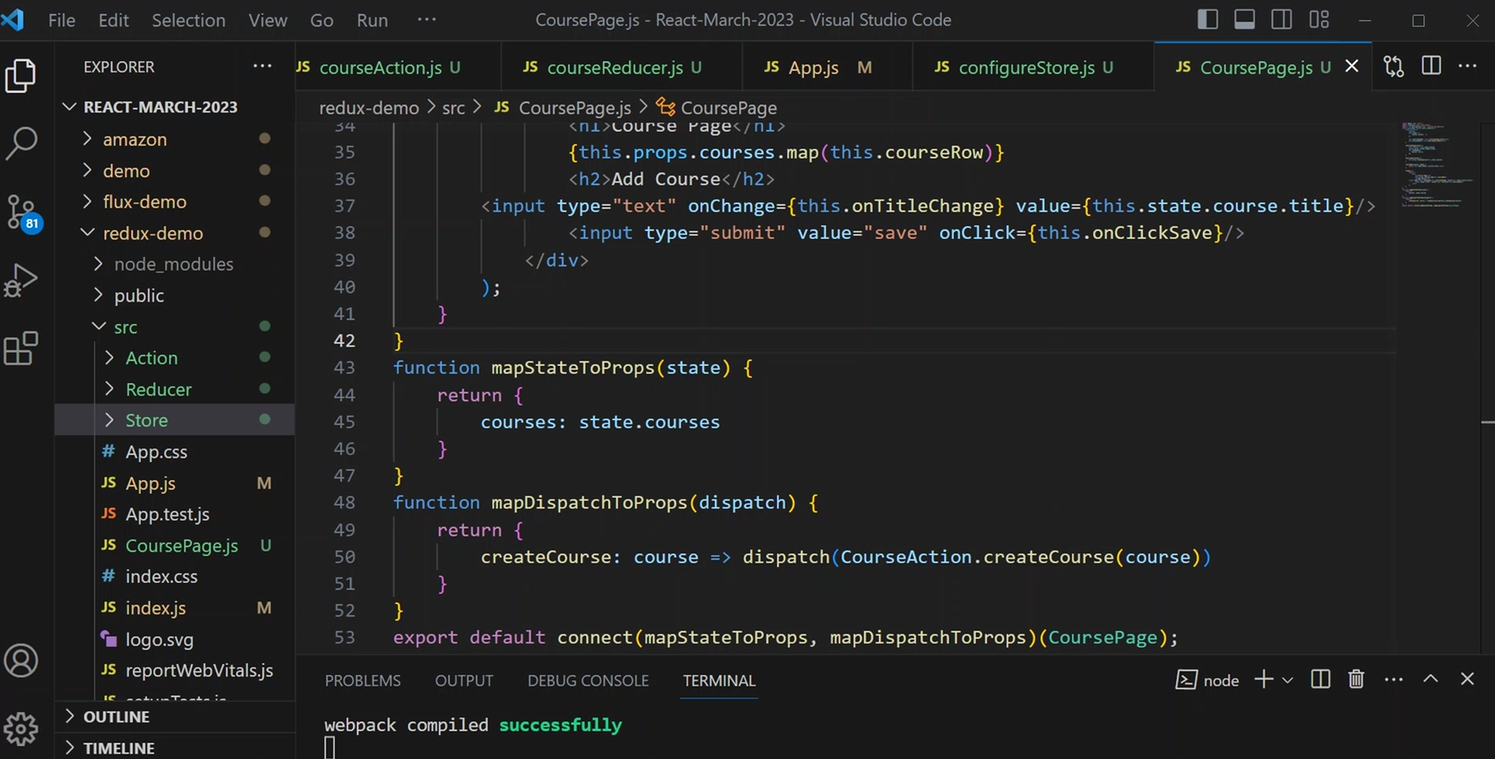 File Edit Selection View Go Run ··· CoursePage.js - React-March-2023 - Visual Studio Code
EXPLORER ···
JS courseAction.js U JS courseReducer.js U JS App.js M JS configureStore.js U JS CoursePage.js U
REACT-MARCH-2023
redux-demo > src > JS CoursePage.js > CoursePage
81
amazon
demo
flux-demo
redux-demo
node_modules
public
src
Action
Reducer
Store
# App.css
JS App.js M
JS App.test.js
JS CoursePage.js U
# index.css
JS index.js M
logo.svg
JS reportWebVitals.js
JS setupTests.js
OUTLINE
TIMELINE
34 <h1>Course Page</h1>
35 {this.props.courses.map(this.courseRow)}
36 <h2>Add Course</h2>
37 <input type="text" onChange={this.onTitleChange} value={this.state.course.title}/>
38 <input type="submit" value="save" onClick={this.onClickSave}/>
39 </div>
40 );
41 }
42 }
43 function mapStateToProps(state) {
44 return {
45 courses: state.courses
46 }
47 }
48 function mapDispatchToProps(dispatch) {
49 return {
50 createCourse: course => dispatch(CourseAction.createCourse(course))
51 }
52 }
53 export default connect(mapStateToProps, mapDispatchToProps)(CoursePage);
PROBLEMS OUTPUT DEBUG CONSOLE TERMINAL node
webpack compiled successfully